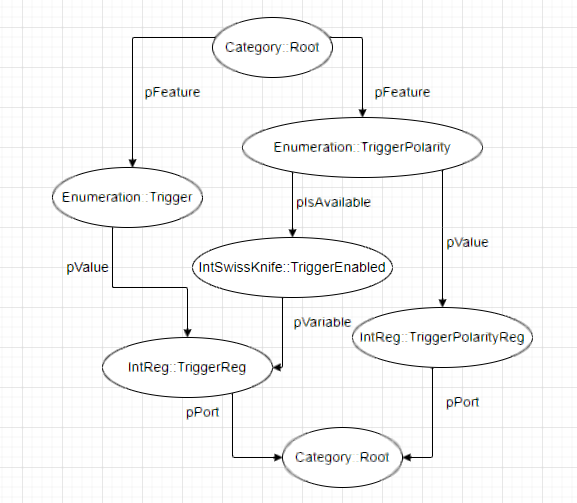 Category::Root
pFeature
pFeature
Enumeration::TriggerPolarity
Enumeration::Trigger
pIsAvailable
pValue
pValue
IntSwissKnife::TriggerEnabled
pVariable
IntReg::TriggerPolarityReg
IntReg::TriggerReg
pPort
pPort
Category Root